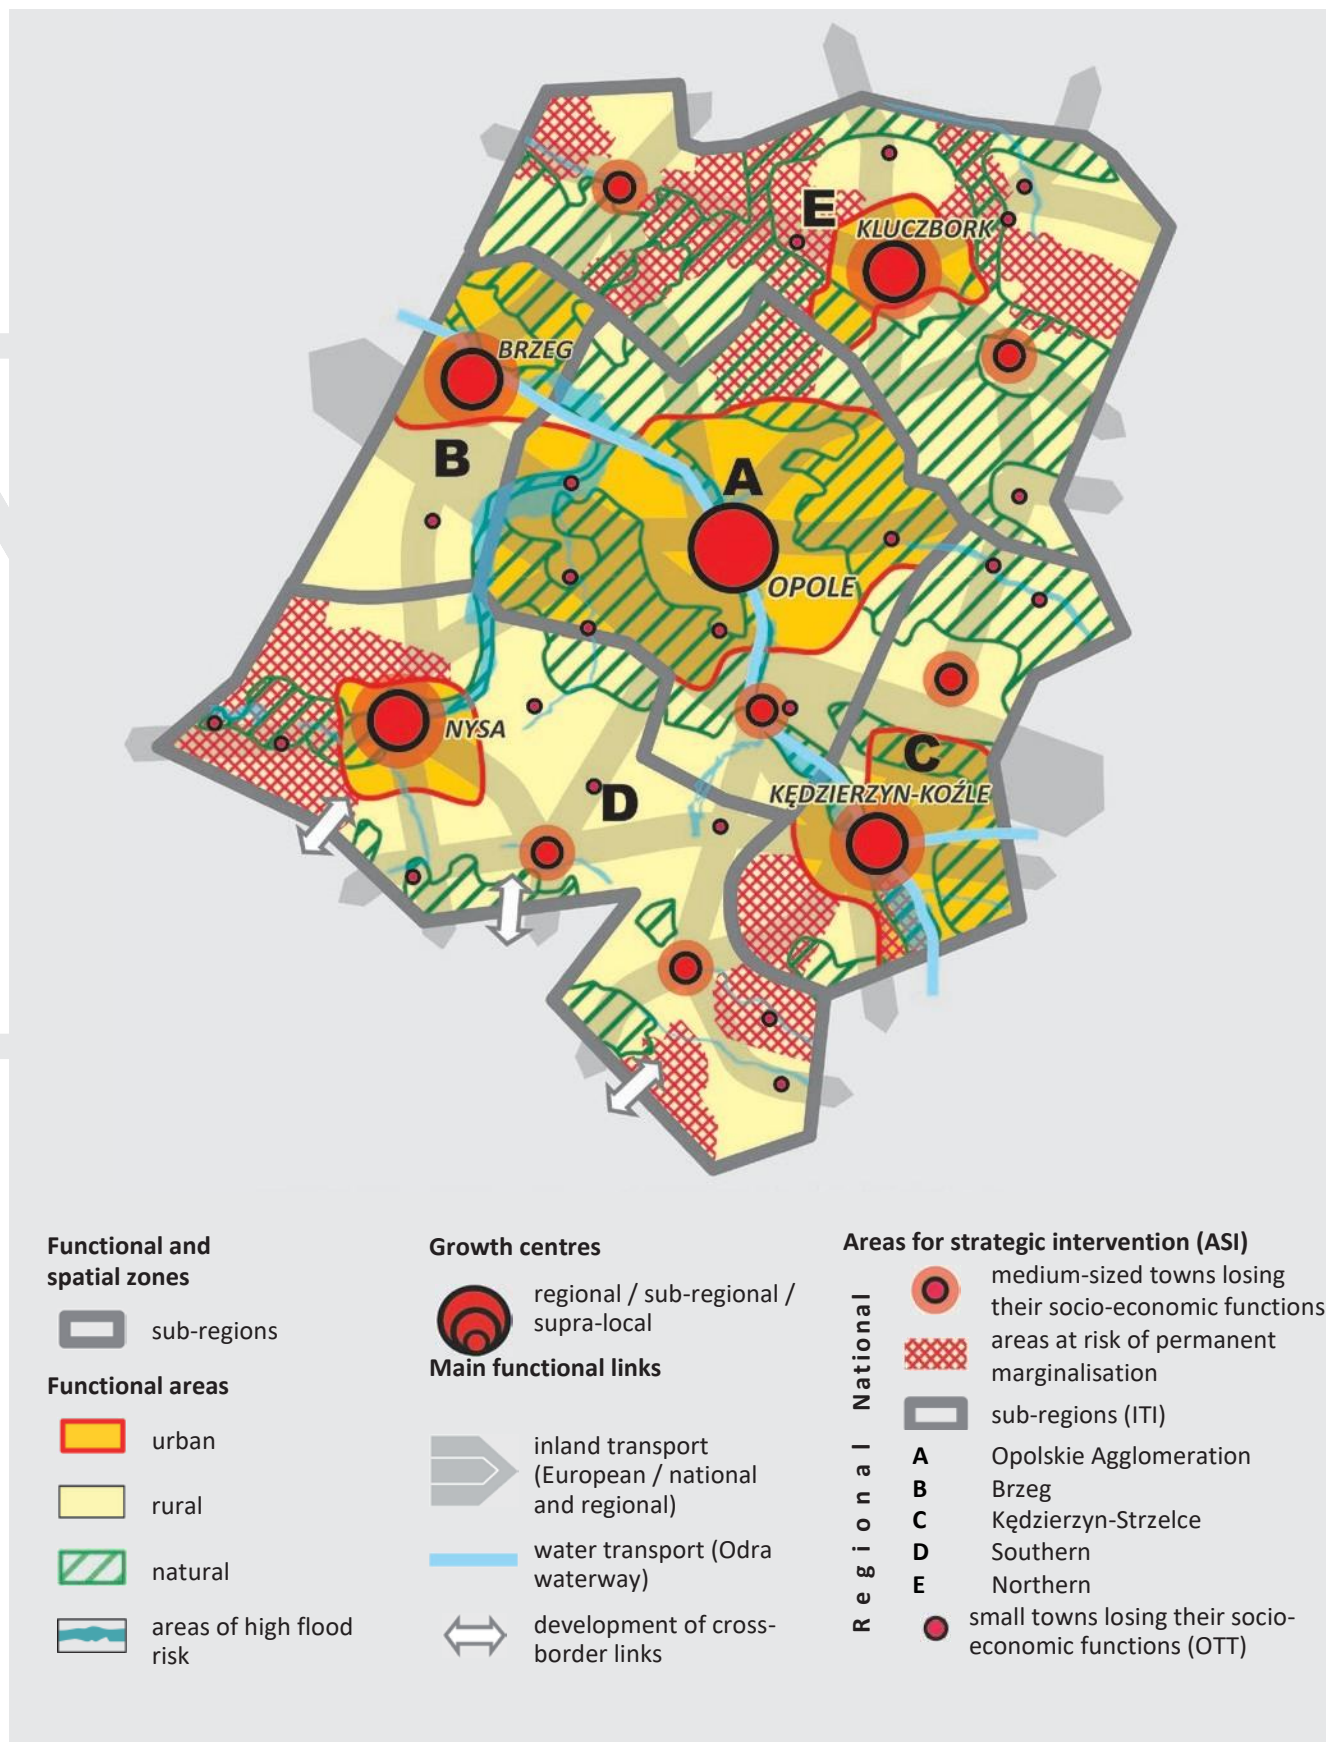 E
KLUCZBORK
BRZEG
B
A
OPOLE
NYSA
C
D
KĘDZIERZYN-KOŹLE
Functional and
spatial zones
sub-regions
Functional areas
urban
rural
natural
areas of high flood
risk
Growth centres
regional / sub-regional /
supra-local
Main functional links
inland transport
(European / national
and regional)
water transport (Odra
waterway)
development of cross-
border links
Areas for strategic intervention (ASI)
National
medium-sized towns losing
their socio-economic functions
areas at risk of permanent
marginalisation
Regional
sub-regions (ITI)
A Opolskie Agglomeration
B Brzeg
C Kędzierzyn-Strzelce
D Southern
E Northern
small towns losing their socio-
economic functions (OTT)